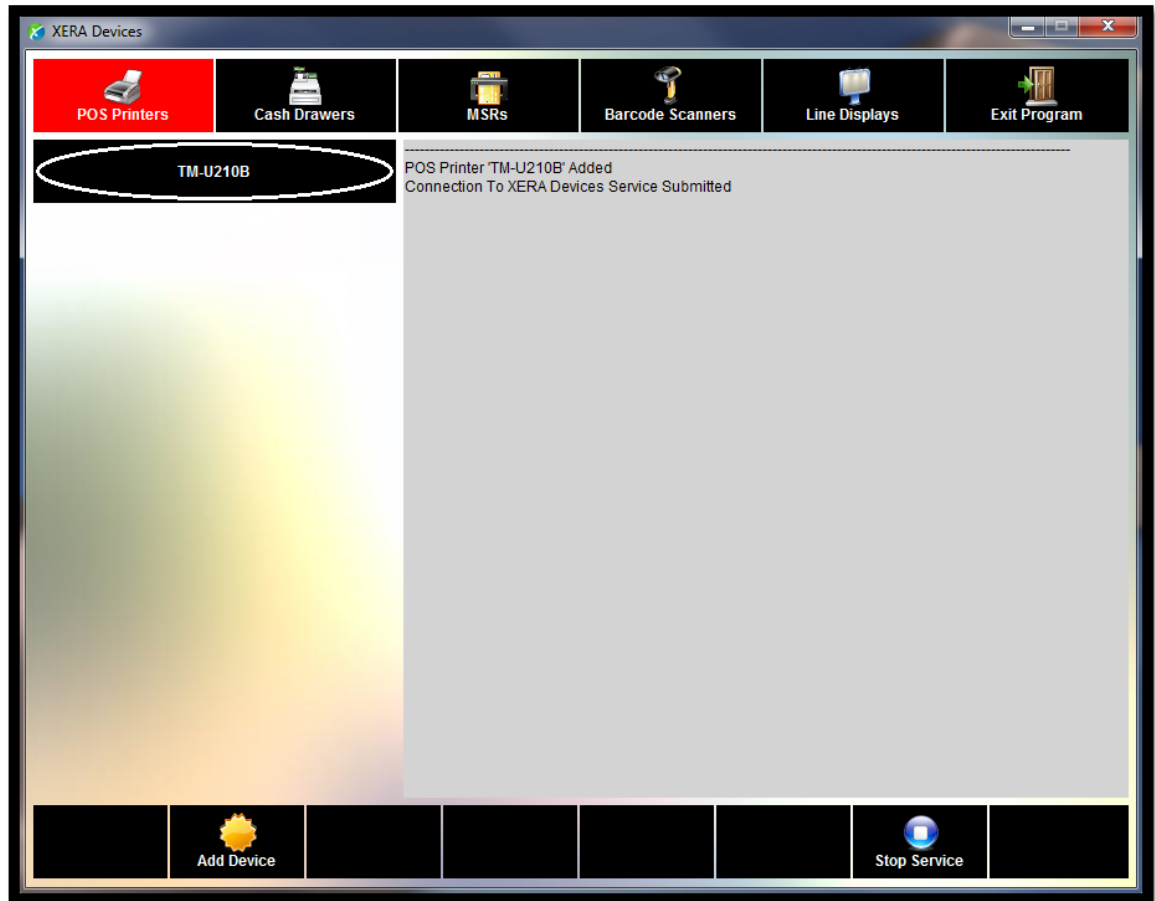 XERA Devices
POS Printers
Cash Drawers
MSRs
Barcode Scanners
Line Displays
Exit Program
TM-U210B
POS Printer 'TM-U210B' Added
Connection To XERA Devices Service Submitted
Add Device
Stop Service